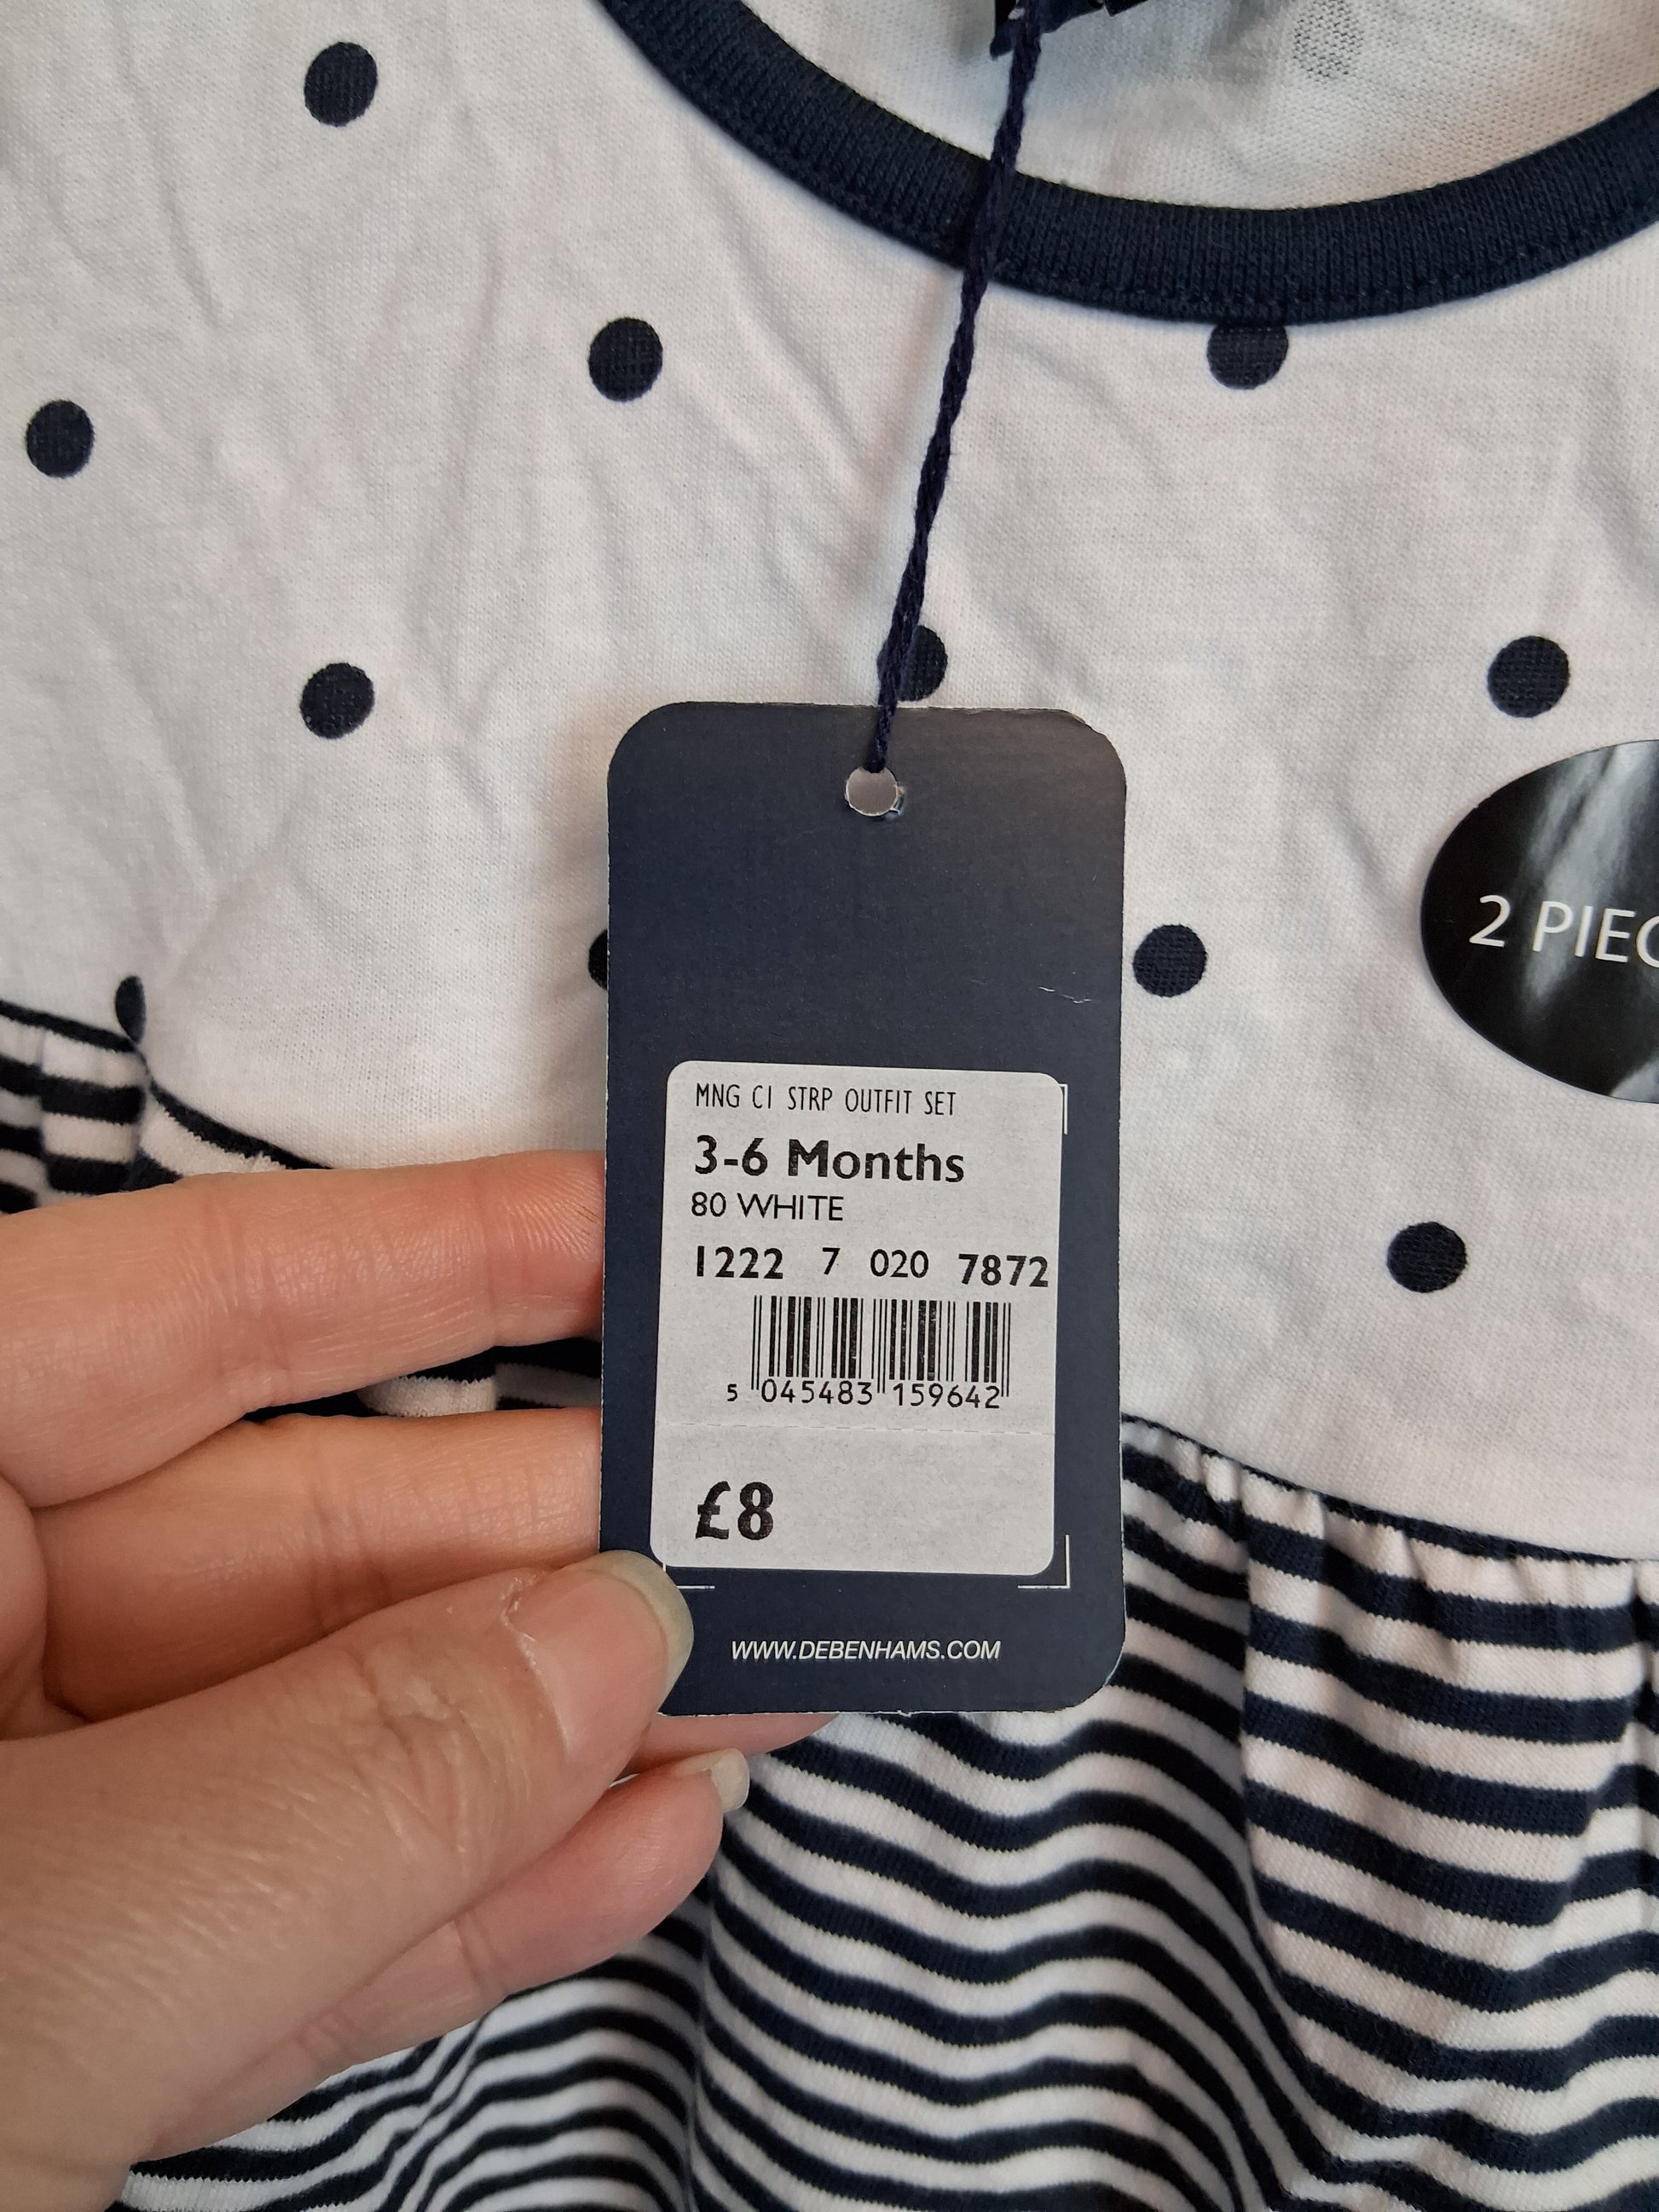 2 PIEC
MNG CI STRP OUTFIT SET
3-6 Months
80 WHITE
1222 7 020 7872
5 045483 159642
£8
WWW.DEBENHAMS.COM